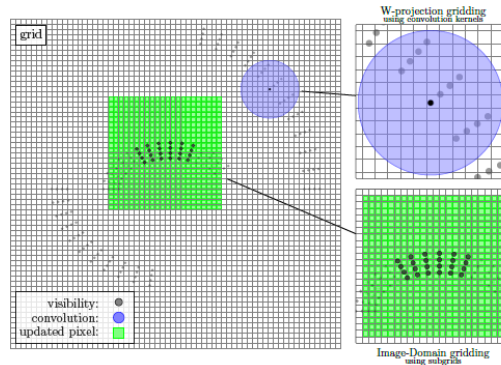 grid
visibility:
convolution:
updated pixel:
W-projection gridding
using convolution kernels
Image-Domain gridding
using subgrids